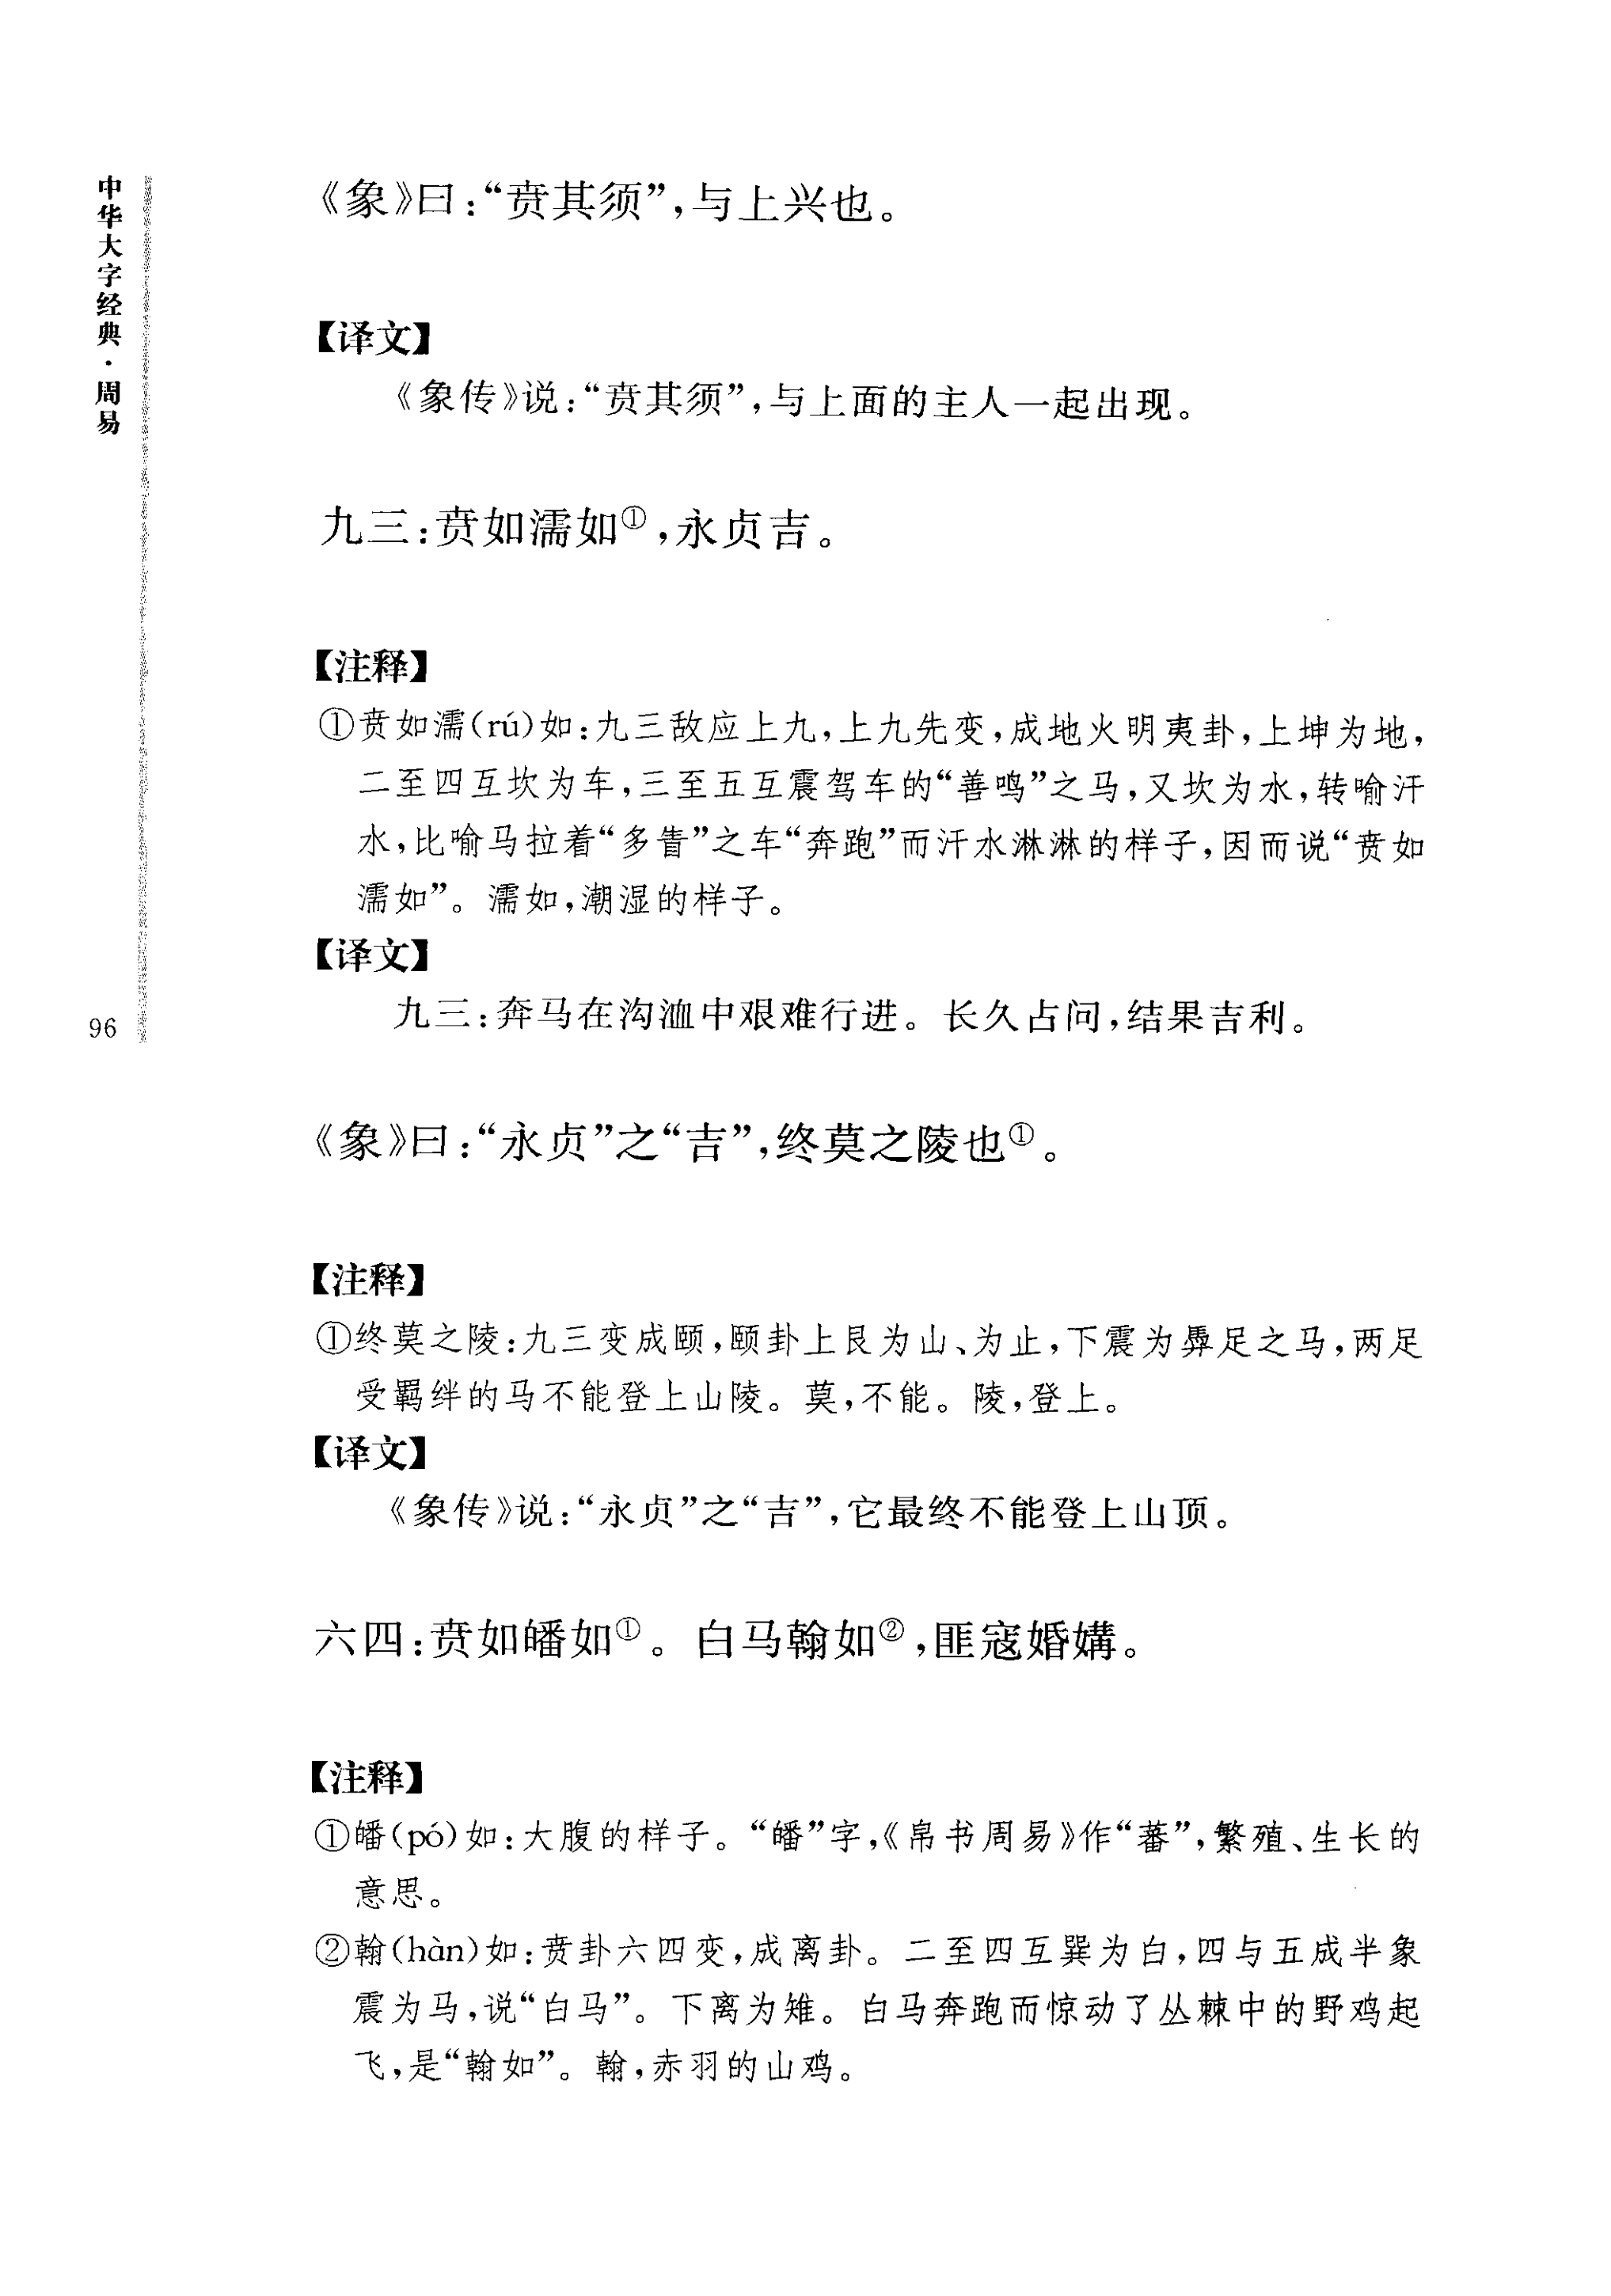 中华大字经典·周易
96
《象》曰:“贲其须”,与上兴也。
【译文】
《象传》说:“贲其须”,与上面的主人一起出现。
九三:贲如濡如①,永贞吉。
【注释】
①贲如濡(rú)如:九三敌应上九,上九先变,成地火明夷卦,上坤为地,
二至四互坎为车,三至五互震驾车的“善鸣”之马,又坎为水,转喻汗
水,比喻马拉着“多眚”之车“奔跑”而汗水淋淋的样子,因而说“贲如
濡如”。濡如,潮湿的样子。
【译文】
九三:奔马在沟洫中艰难行进。长久占问,结果吉利。
《象》曰:“永贞”之“吉”,终莫之陵也①。
【注释】
①终莫之陵:九三变成颐,颐卦上艮为山、为止,下震为馵足之马,两足
受羁绊的马不能登上山陵。莫,不能。陵,登上。
【译文】
《象传》说:“永贞”之“吉”,它最终不能登上山顶。
六四:贲如皤如①。白马翰如②,匪寇婚媾。
【注释】
①皤(pó)如:大腹的样子。“皤”字,《帛书周易》作“蕃”,繁殖、生长的
意思。
②翰(hàn)如:贲卦六四变,成离卦。二至四互巽为白,四与五成半象
震为马,说“白马”。下离为雉。白马奔跑而惊动了丛棘中的野鸡起
飞,是“翰如”。翰,赤羽的山鸡。